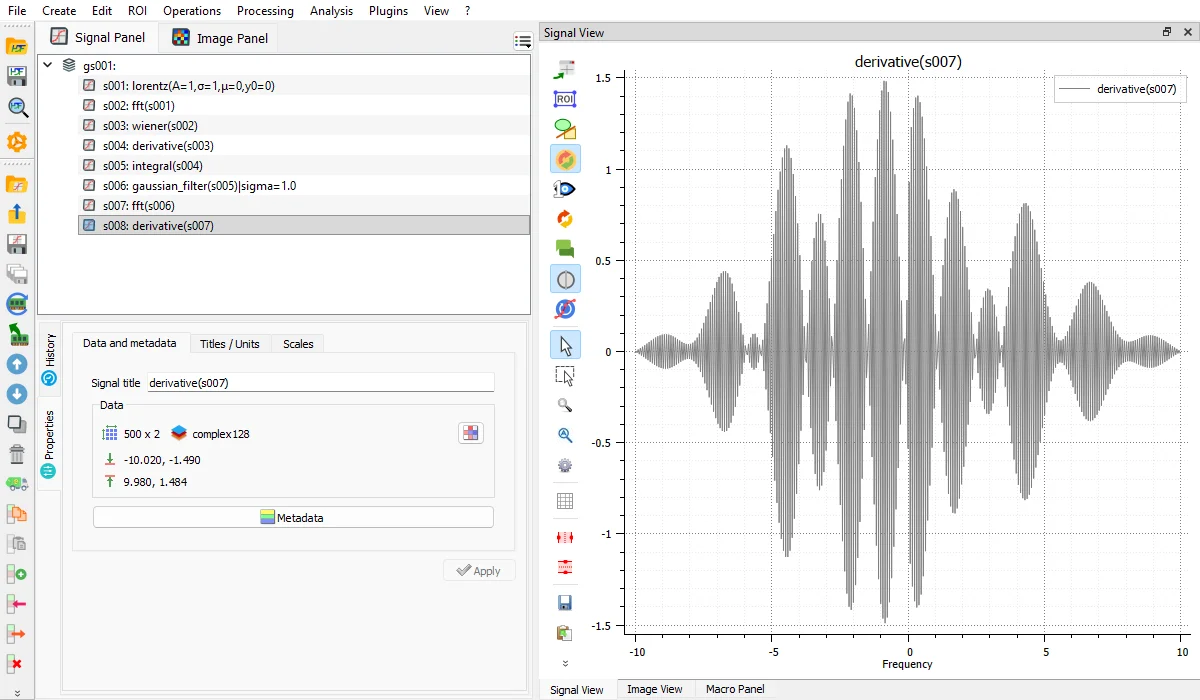 File Create Edit ROI Operations Processing Analysis Plugins View ?
Signal Panel Image Panel
gs001:
s001: lorentz(A=1,σ=1,μ=0,y0=0)
s002: fft(s001)
s003: wiener(s002)
s004: derivative(s003)
s005: integral(s004)
s006: gaussian_filter(s005)|sigma=1.0
s007: fft(s006)
s008: derivative(s007)
History
Properties
Data and metadata Titles / Units Scales
Signal title derivative(s007)
Data
500 x 2 complex128
-10.020, -1.490
9.980, 1.484
Metadata
Apply
Signal View
ROI
derivative(s007)
derivative(s007)
1.5
1
0.5
0
-0.5
-1
-1.5
-10 -5 0 5 10
Frequency
Signal View Image View Macro Panel